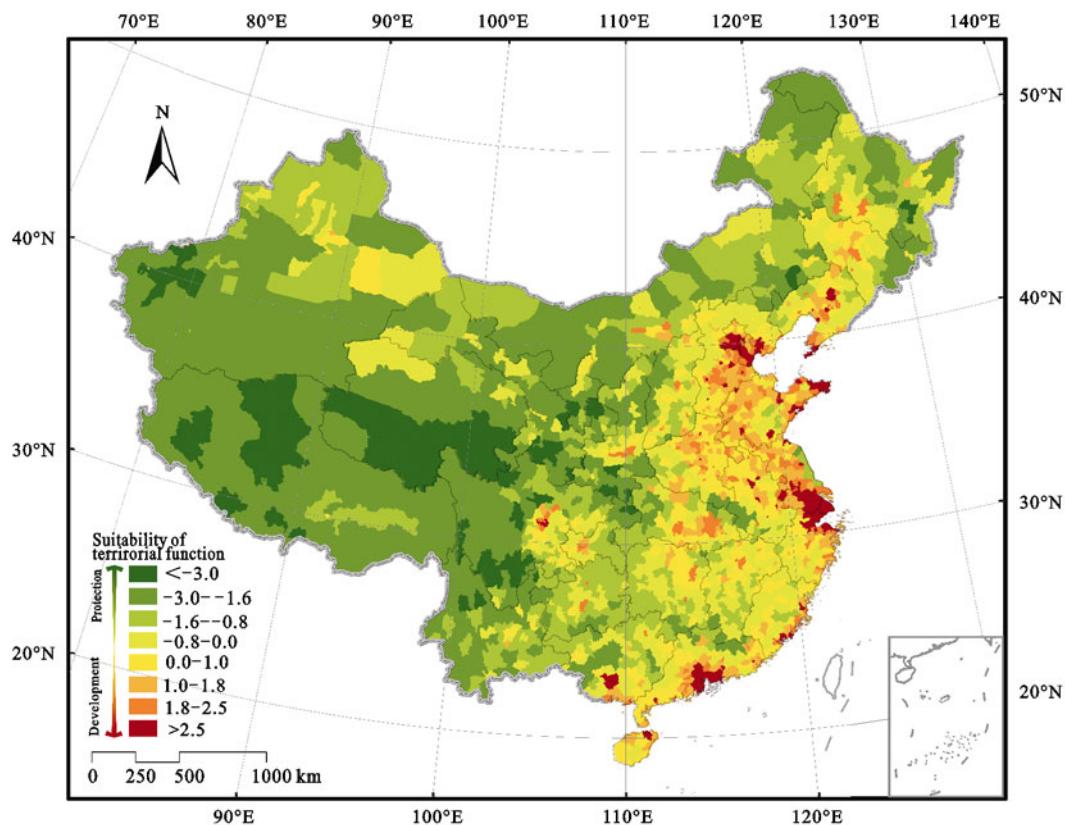 70°E 80°E 90°E 100°E 110°E 120°E 130°E 140°E
N
50°N
40°N
40°N
30°N
30°N
20°N
20°N
Suitability of
terrirorial function
Protection
Development
<-3.0
-3.0--1.6
-1.6--0.8
-0.8-0.0
0.0-1.0
1.0-1.8
1.8-2.5
>2.5
0 250 500 1000 km
90°E 100°E 110°E 120°E